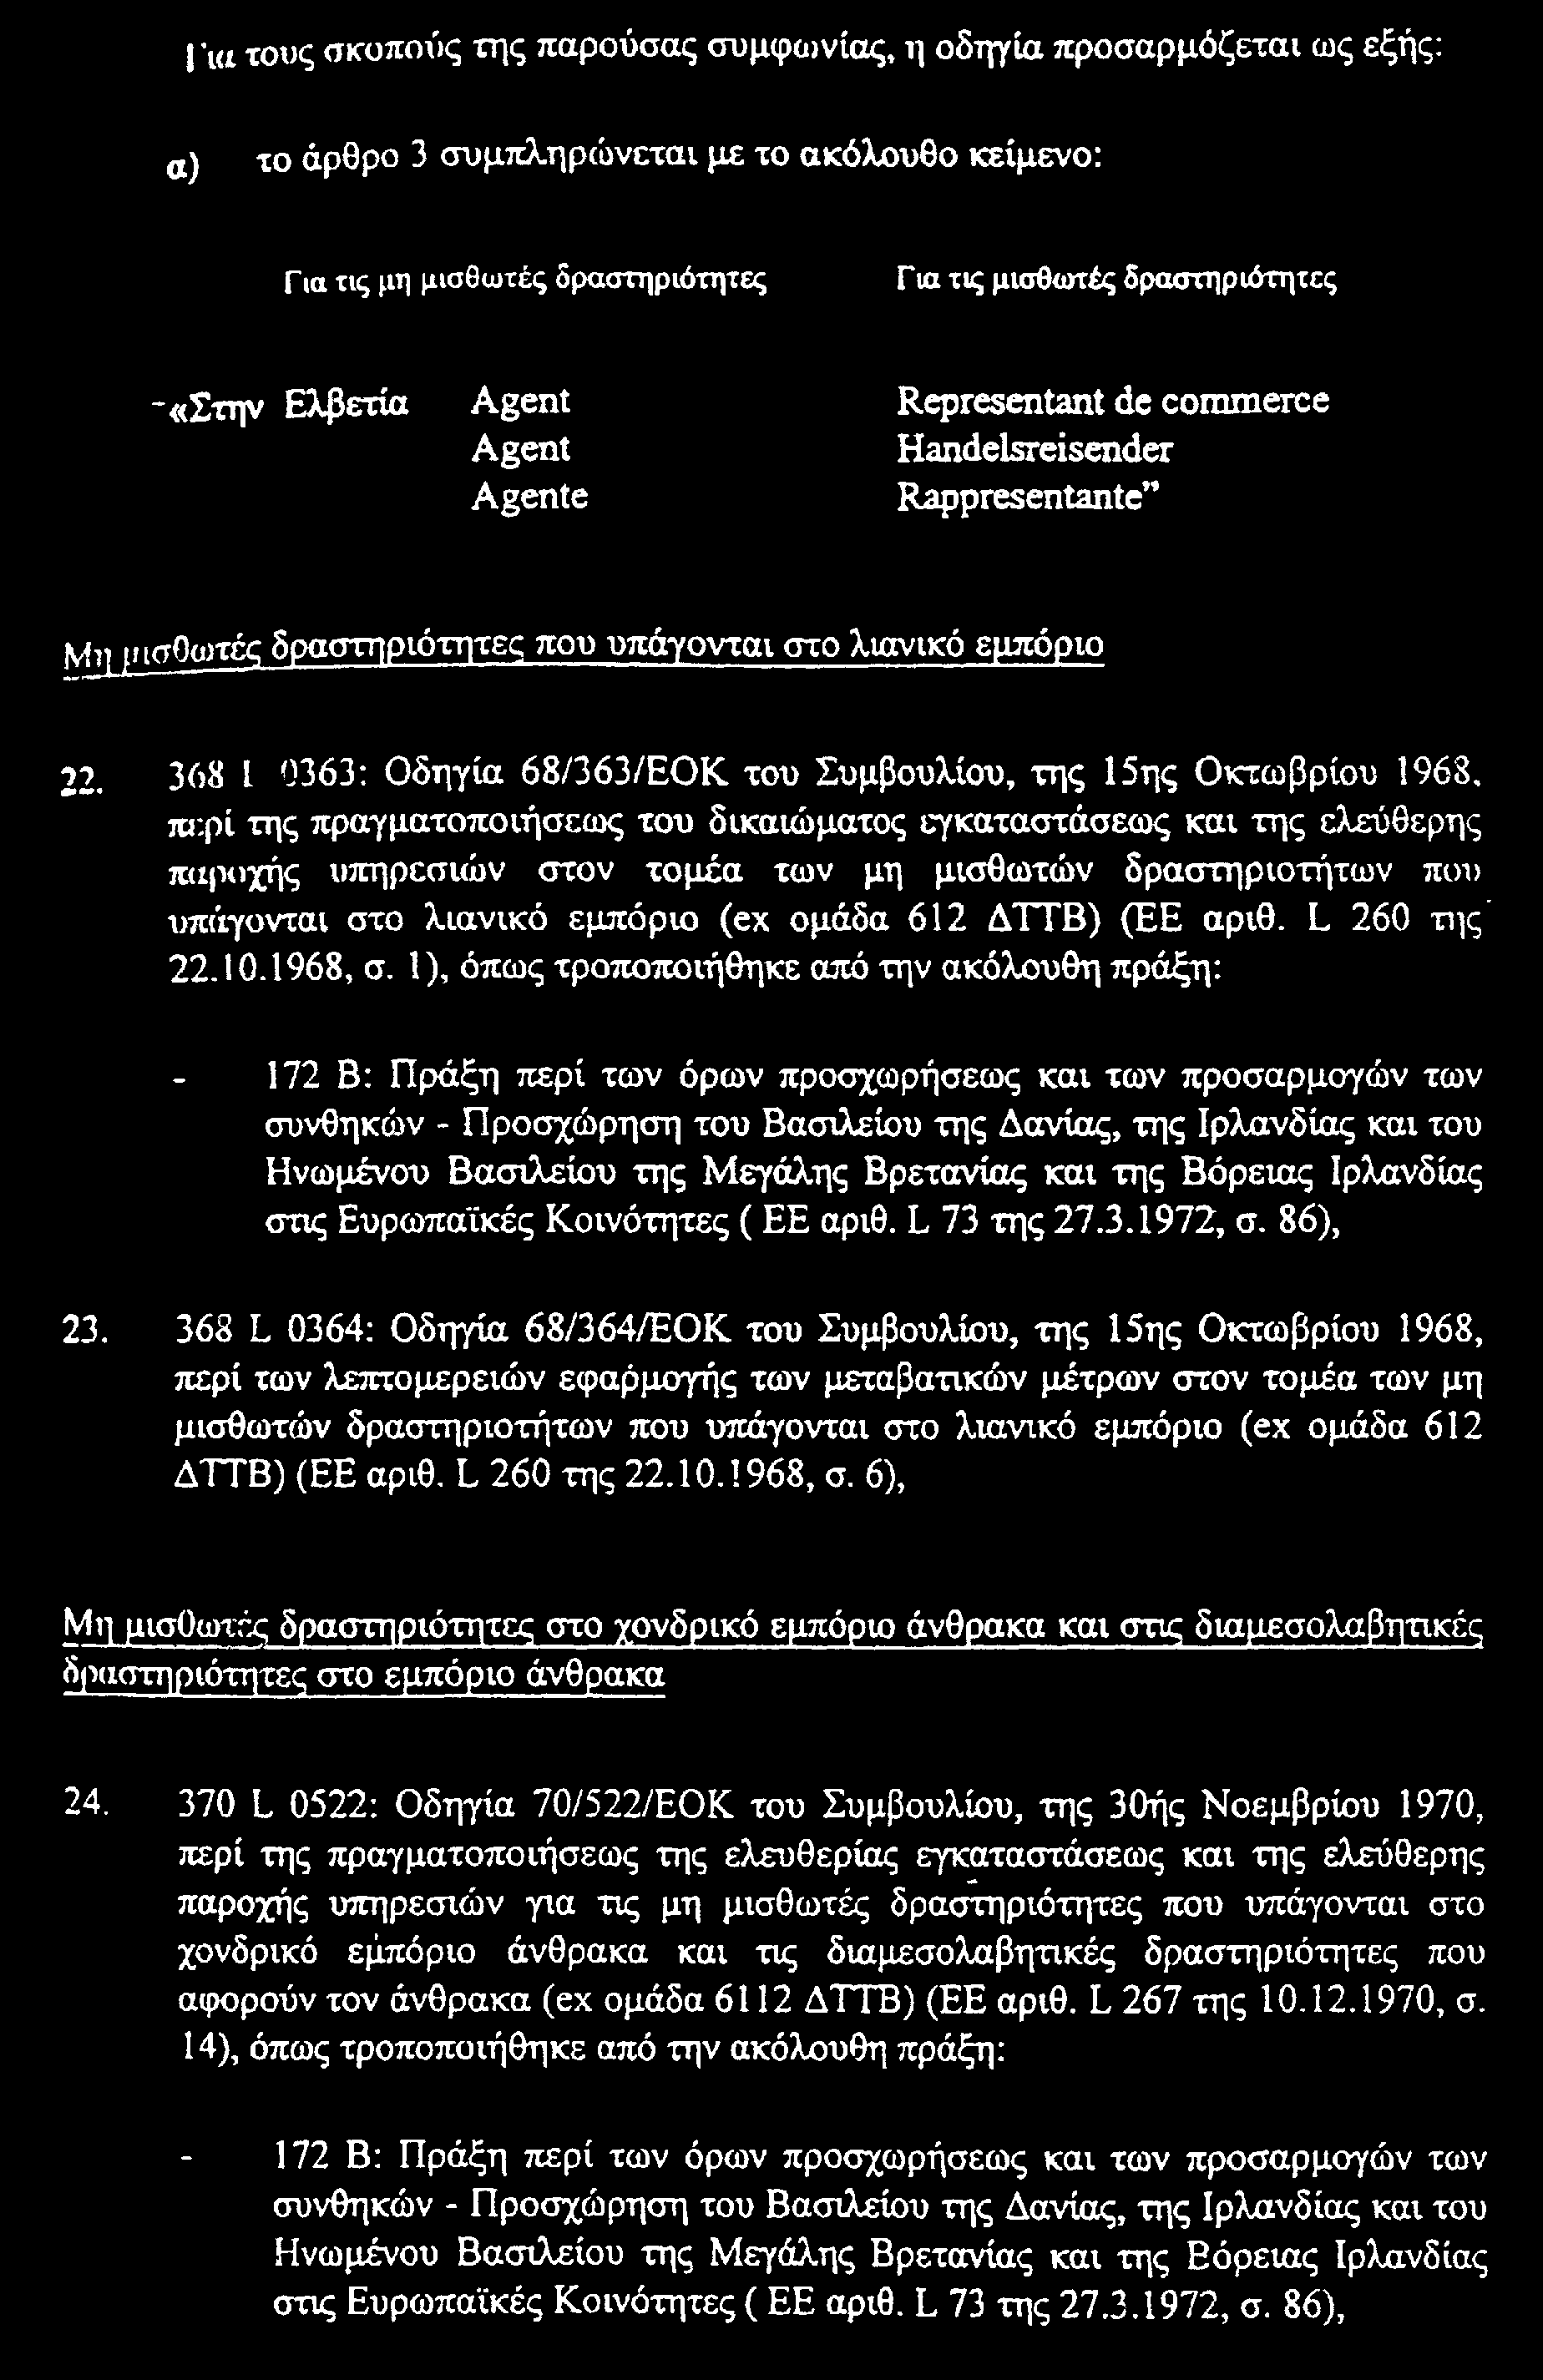 Για τους σκοπούς της παρούσας συμφωνίας, η οδηγία προσαρμόζεται ως εξής:
α) το άρθρο 3 συμπληρώνεται με το ακόλουθο κείμενο:
Για τις μη μισθωτές δραστηριότητες Για τις μισθωτές δραστηριότητες
«Στην Ελβετία Agent Representant de commerce
Agent Handelsreisender
Agente Rappresentante”
Μη μισθωτές δραστηριότητες που υπάγονται στο λιανικό εμπόριο
22. 368 L 0363: Οδηγία 68/363/ΕΟΚ του Συμβουλίου, της 15ης Οκτωβρίου 1968,
περί της πραγματοποιήσεως του δικαιώματος εγκαταστάσεως και της ελεύθερης
παροχής υπηρεσιών στον τομέα των μη μισθωτών δραστηριοτήτων που
υπάγονται στο λιανικό εμπόριο (ex ομάδα 612 ΔΤΤΒ) (ΕΕ αριθ. L 260 της
22.10.1968, σ. 1), όπως τροποποιήθηκε από την ακόλουθη πράξη:
- 172 Β: Πράξη περί των όρων προσχωρήσεως και των προσαρμογών των
συνθηκών - Προσχώρηση του Βασιλείου της Δανίας, της Ιρλανδίας και του
Ηνωμένου Βασιλείου της Μεγάλης Βρετανίας και της Βόρειας Ιρλανδίας
στις Ευρωπαϊκές Κοινότητες ( ΕΕ αριθ. L 73 της 27.3.1972, σ. 86),
23. 368 L 0364: Οδηγία 68/364/ΕΟΚ του Συμβουλίου, της 15ης Οκτωβρίου 1968,
περί των λεπτομερειών εφαρμογής των μεταβατικών μέτρων στον τομέα των μη
μισθωτών δραστηριοτήτων που υπάγονται στο λιανικό εμπόριο (ex ομάδα 612
ΔΤΤΒ) (ΕΕ αριθ. L 260 της 22.10.1968, σ. 6),
Μη μισθωτές δραστηριότητες στο χονδρικό εμπόριο άνθρακα και στις διαμεσολαβητικές
δραστηριότητες στο εμπόριο άνθρακα
24. 370 L 0522: Οδηγία 70/522/ΕΟΚ του Συμβουλίου, της 30ής Νοεμβρίου 1970,
περί της πραγματοποιήσεως της ελευθερίας εγκαταστάσεως και της ελεύθερης
παροχής υπηρεσιών για τις μη μισθωτές δραστηριότητες που υπάγονται στο
χονδρικό εμπόριο άνθρακα και τις διαμεσολαβητικές δραστηριότητες που
αφορούν τον άνθρακα (ex ομάδα 6112 ΔΤΤΒ) (ΕΕ αριθ. L 267 της 10.12.1970, σ.
14), όπως τροποποιήθηκε από την ακόλουθη πράξη:
- 172 Β: Πράξη περί των όρων προσχωρήσεως και των προσαρμογών των
συνθηκών - Προσχώρηση του Βασιλείου της Δανίας, της Ιρλανδίας και του
Ηνωμένου Βασιλείου της Μεγάλης Βρετανίας και της Βόρειας Ιρλανδίας
στις Ευρωπαϊκές Κοινότητες ( ΕΕ αριθ. L 73 της 27.3.1972, σ. 86),